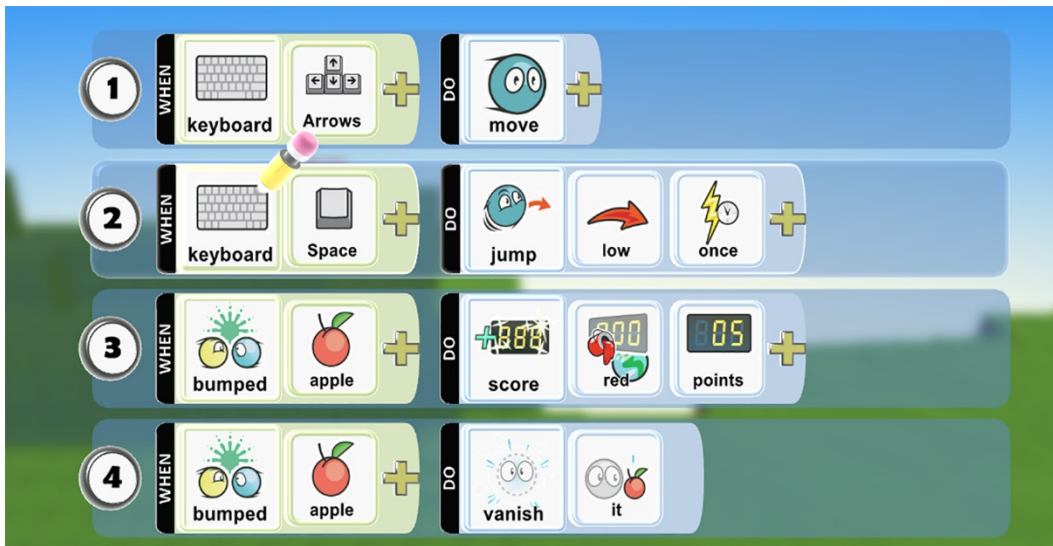 1 WHEN keyboard Arrows DO move
2 WHEN keyboard Space DO jump low once
3 WHEN bumped apple DO score red 05 points
4 WHEN bumped apple DO vanish it